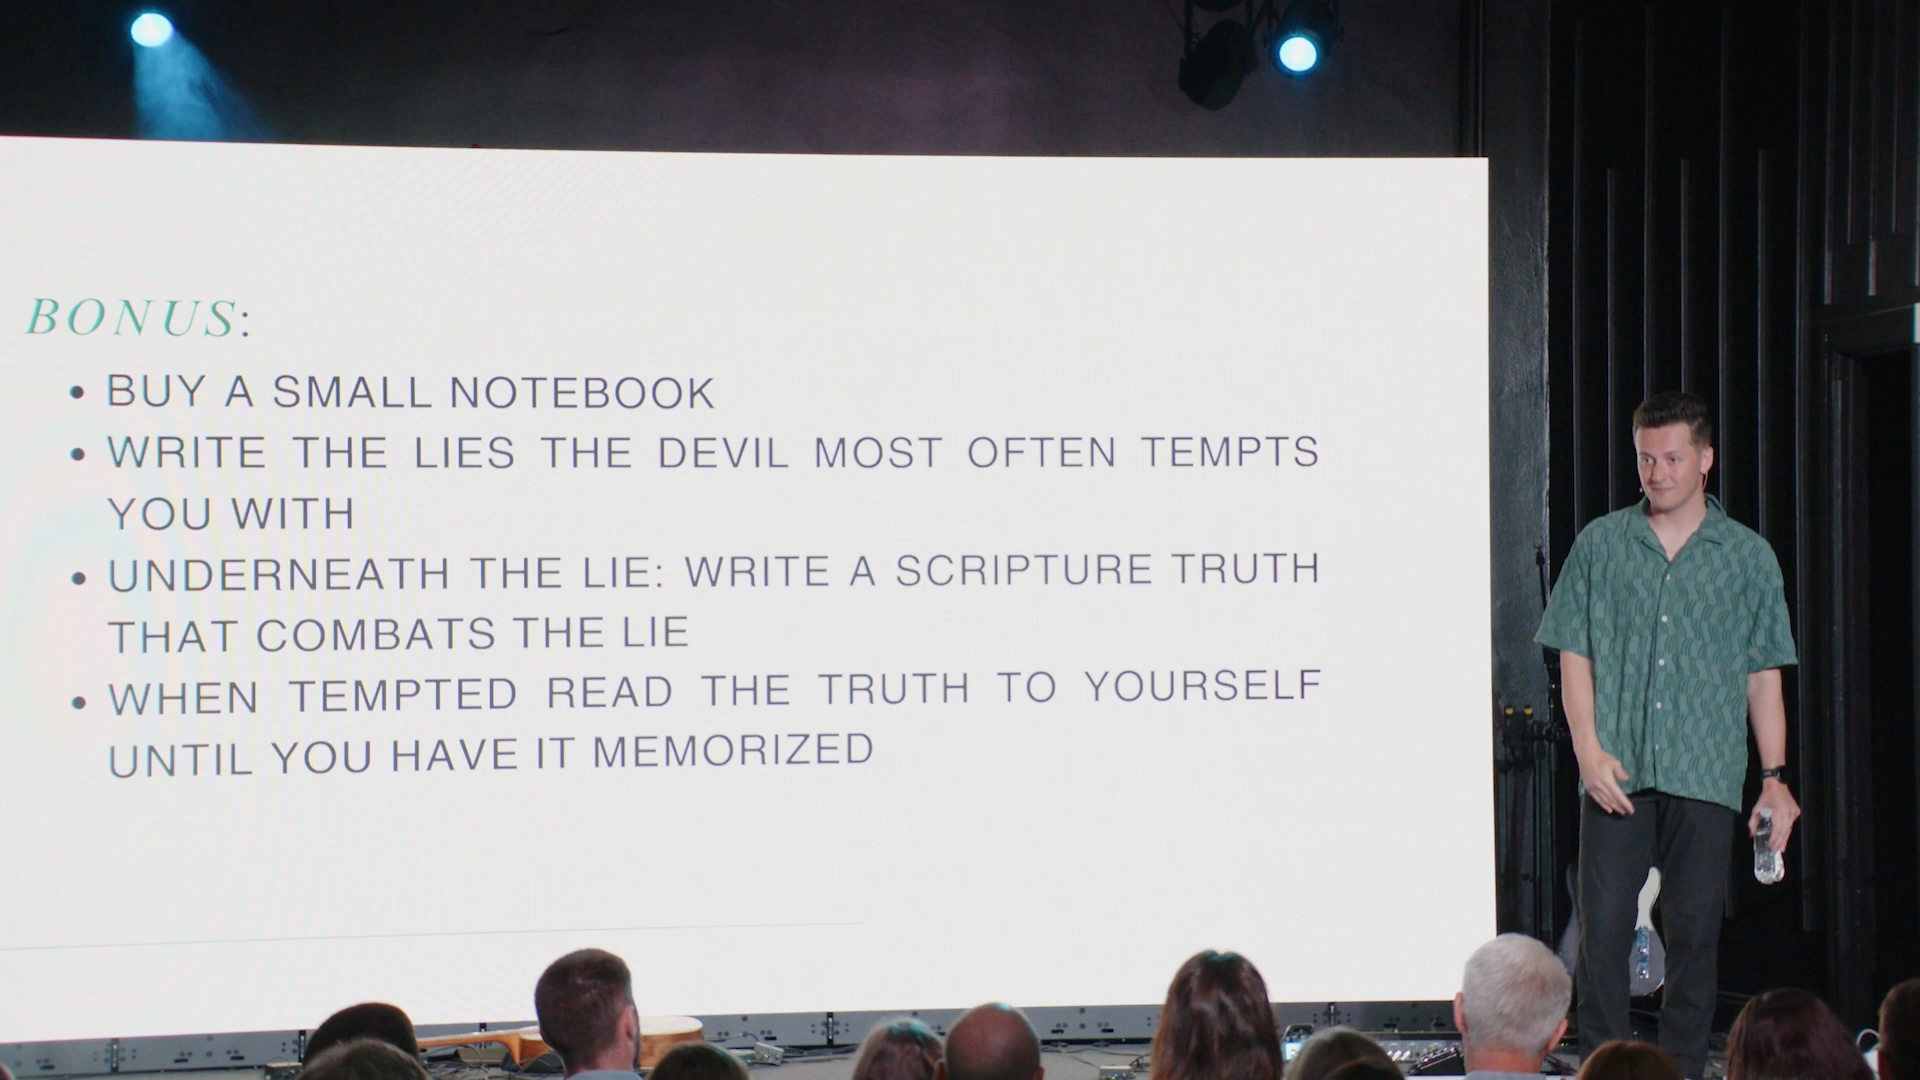 BONUS:
• BUY A SMALL NOTEBOOK
• WRITE THE LIES THE DEVIL MOST OFTEN TEMPTS
YOU WITH
• UNDERNEATH THE LIE: WRITE A SCRIPTURE TRUTH
THAT COMBATS THE LIE
• WHEN TEMPTED READ THE TRUTH TO YOURSELF
UNTIL YOU HAVE IT MEMORIZED